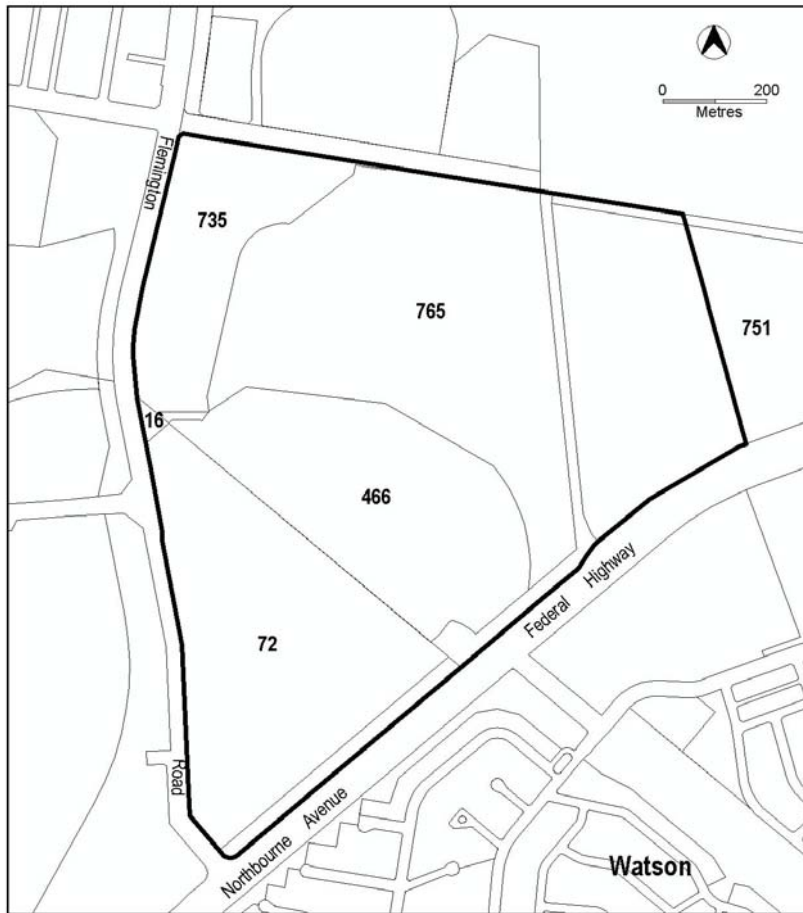 0 200
Metres
Flemington
735
765
751
16
466
Federal Highway
72
Road
Northbourne Avenue
Watson